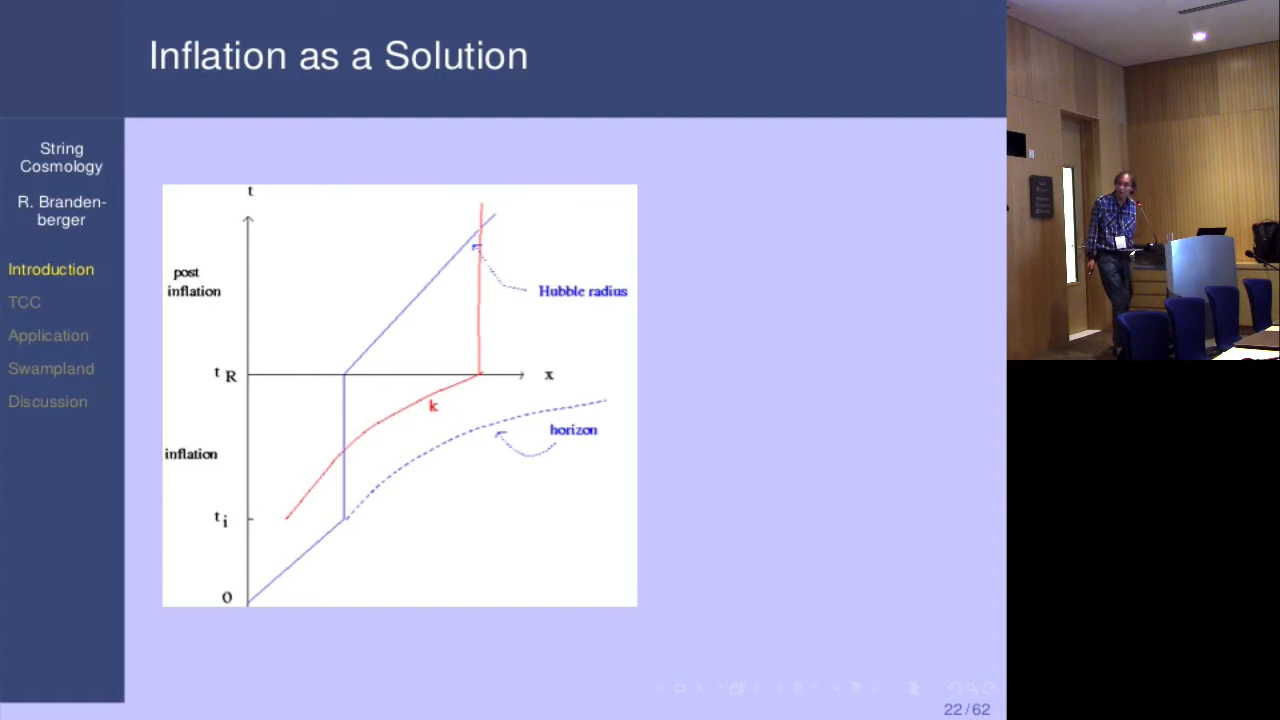 Inflation as a Solution
String
Cosmology
R. Branden-
berger
Introduction
TCC
Application
Swampland
Discussion
t
post
inflation
Hubble radius
t R
x
k
horizon
inflation
t i
0
22/62